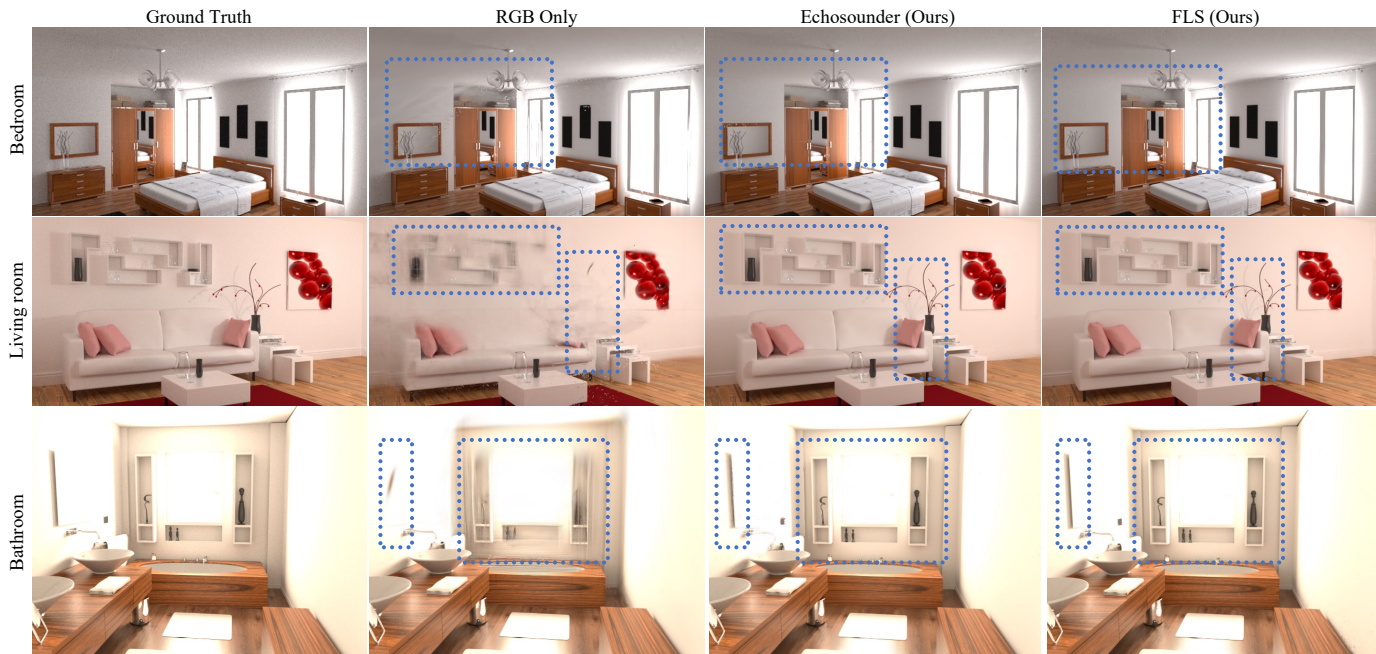 Ground Truth
RGB Only
Echosounder (Ours)
FLS (Ours)
Bedroom
Living room
Bathroom